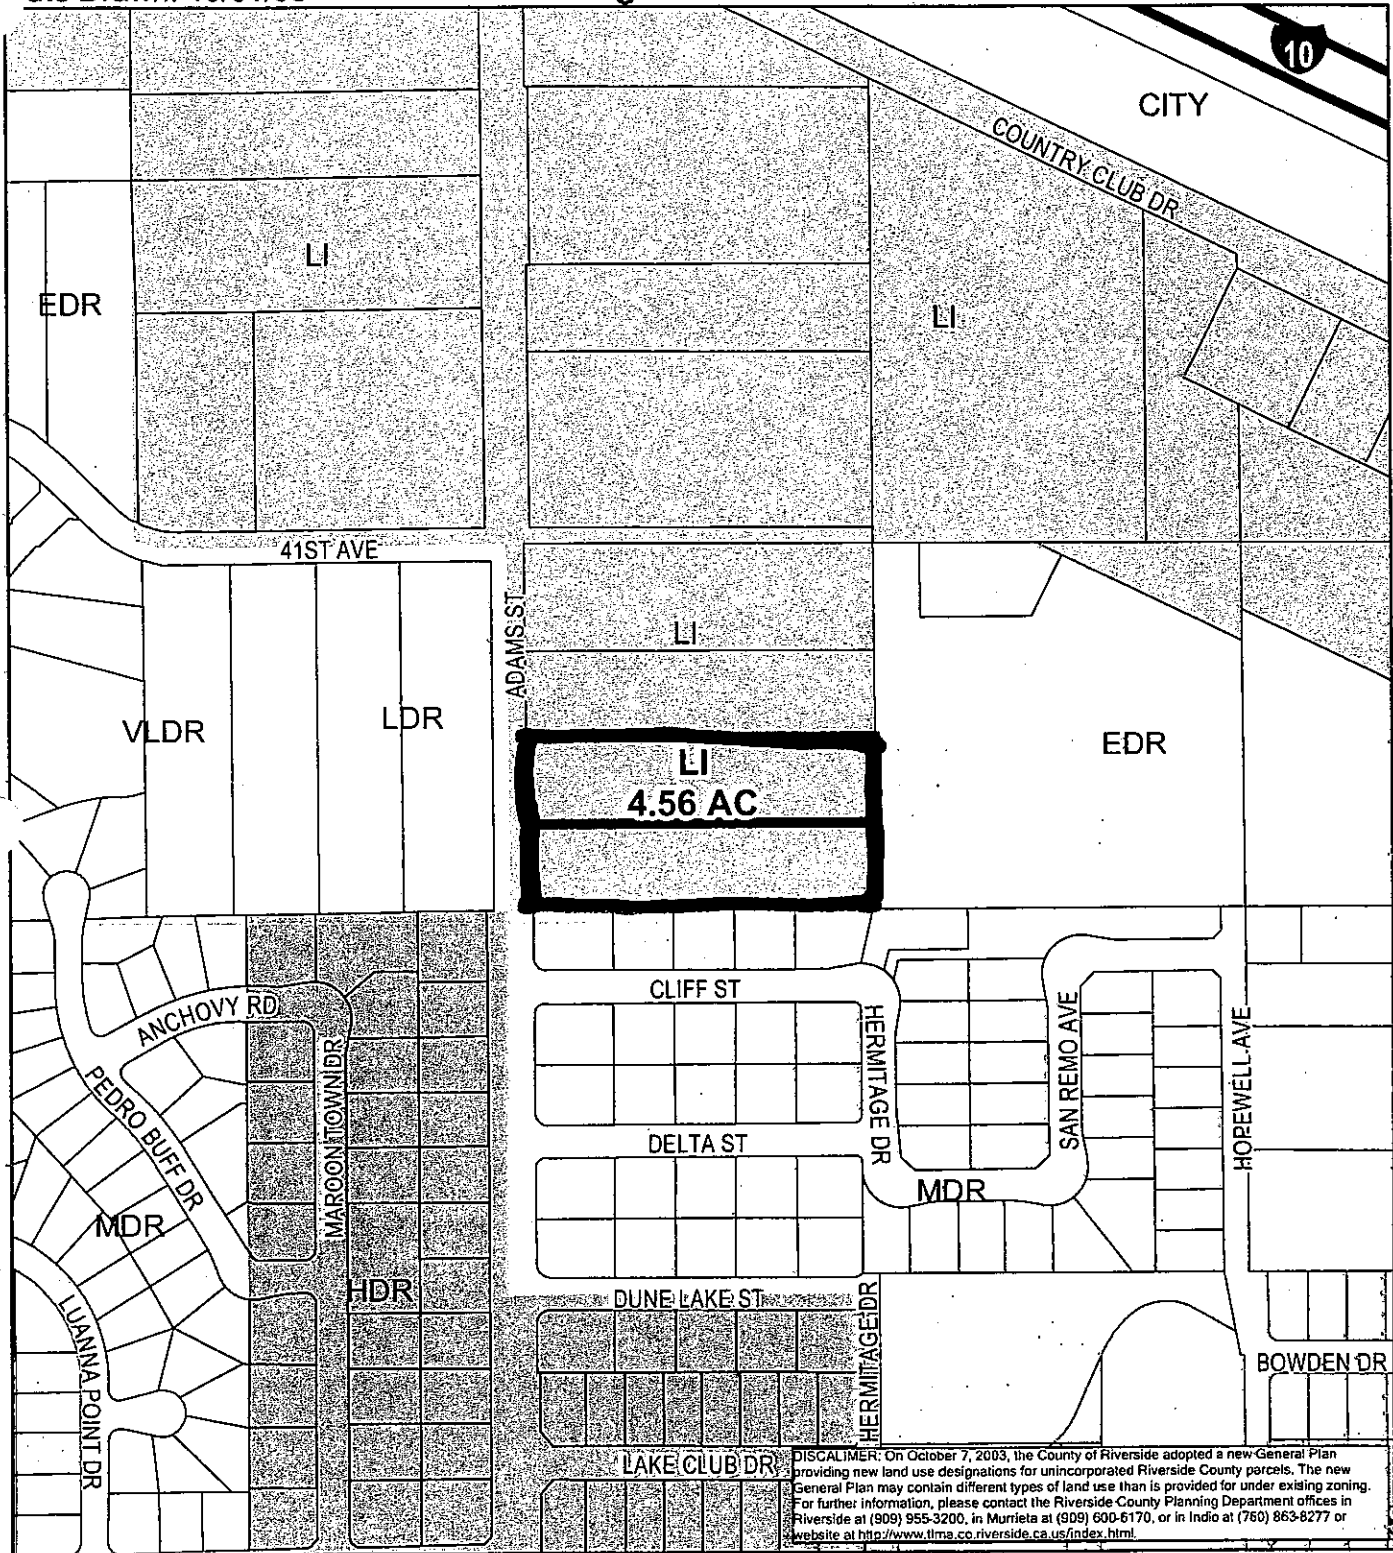 10
CITY
COUNTRY CLUB DR
LI
EDR
LI
41ST AVE
ADAMS ST
LI
VLDR
LDR
EDR
LI
4.56 AC
CLIFF ST
ANCHOVY RD
HERMITAGE DR
SAN REMO AVE
MAROON TOWN DR
PEDRO BUFF DR
HOPEWELL AVE
DELTA ST
MDR
MDR
HDR
DUNE LAKE ST
LUANNA POINT DR
HERMITAGE DR
BOWDEN DR
LAKE CLUB DR
DISCALIMER: On October 7, 2003, the County of Riverside adopted a new General Plan
providing new land use designations for unincorporated Riverside County parcels. The new
General Plan may contain different types of land use than is provided for under existing zoning.
For further information, please contact the Riverside County Planning Department offices in
Riverside at (909) 955-3200, in Murrieta at (909) 600-6170, or in Indio at (760) 863-8277 or
website at http://www.tlma.co.riverside.ca.us/index.html.